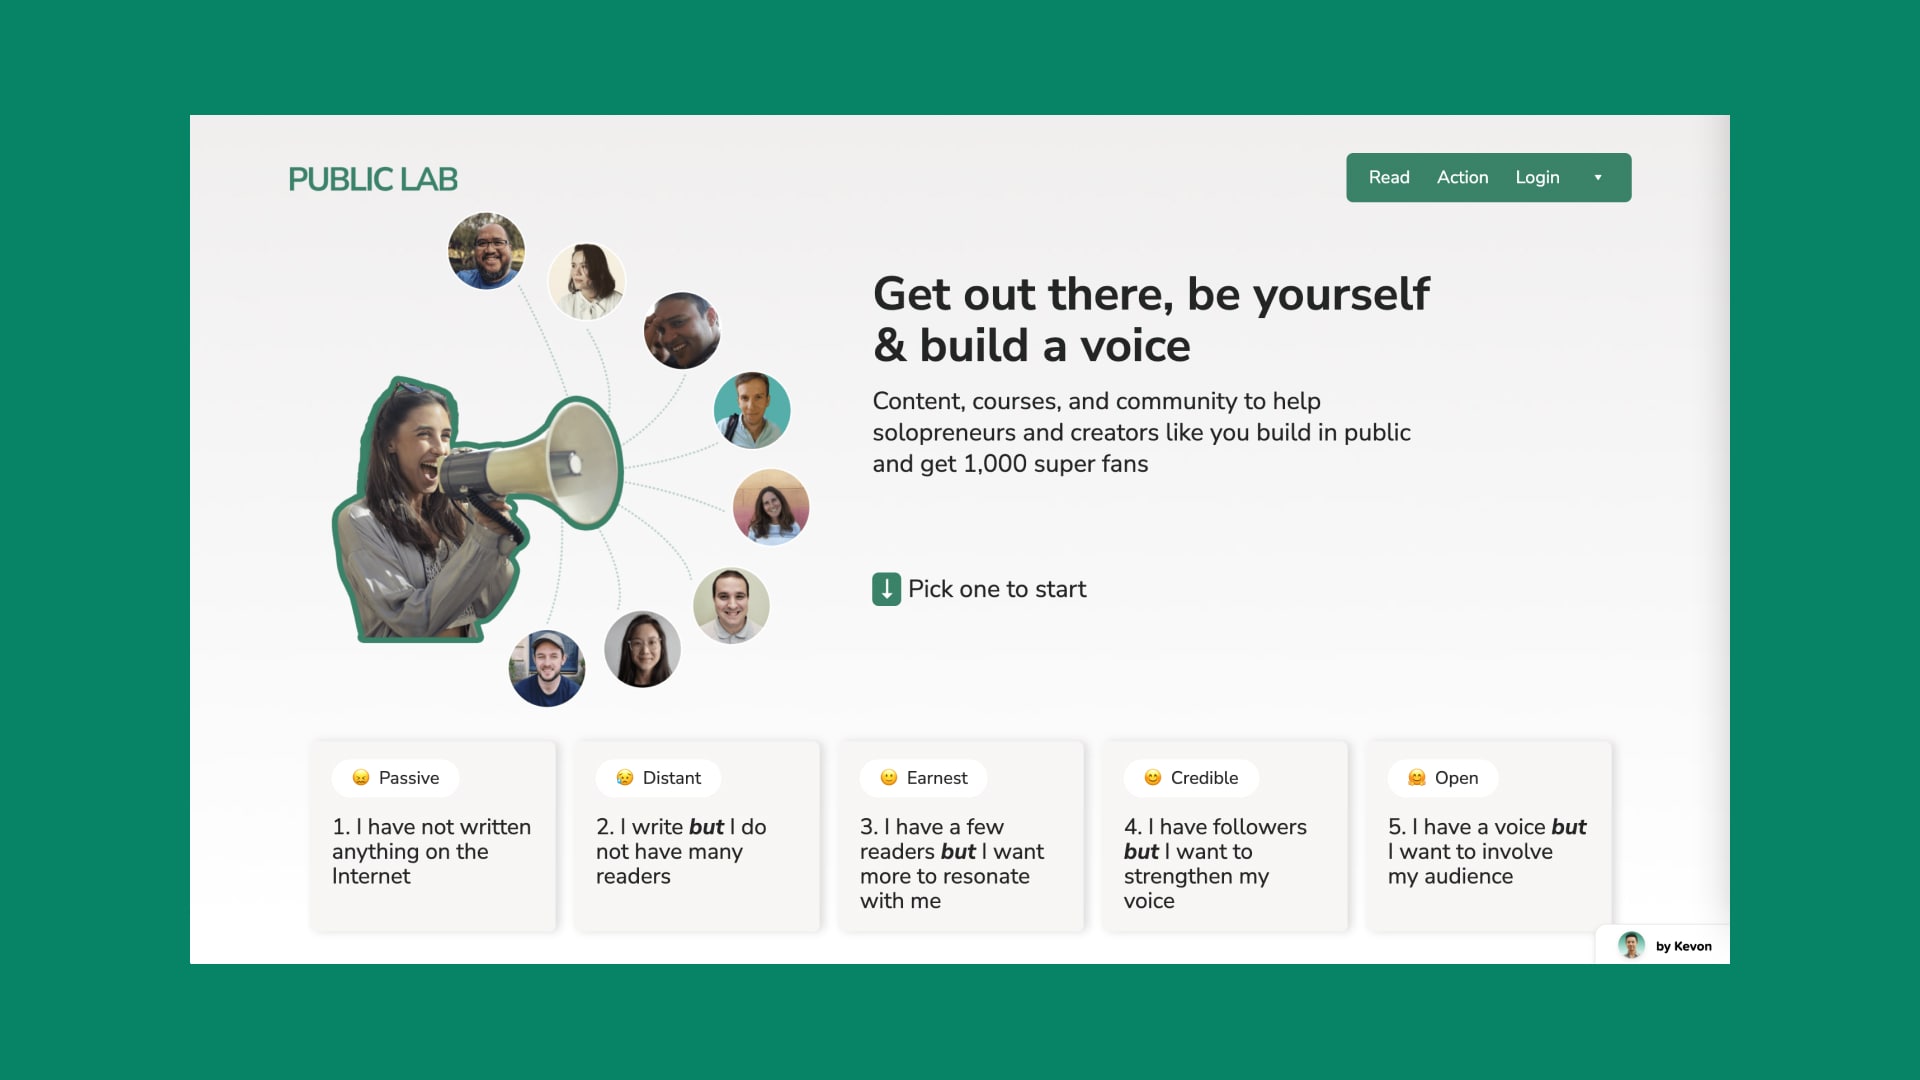 PUBLIC LAB
Read
Action
Login
Get out there, be yourself
& build a voice
Content, courses, and community to help
solopreneurs and creators like you build in public
and get 1,000 super fans
Pick one to start
Passive
1. I have not written
anything on the
Internet
Distant
2. I write but I do
not have many
readers
Earnest
3. I have a few
readers but I want
more to resonate
with me
Credible
4. I have followers
but I want to
strengthen my
voice
Open
5. I have a voice but
I want to involve
my audience
by Kevon